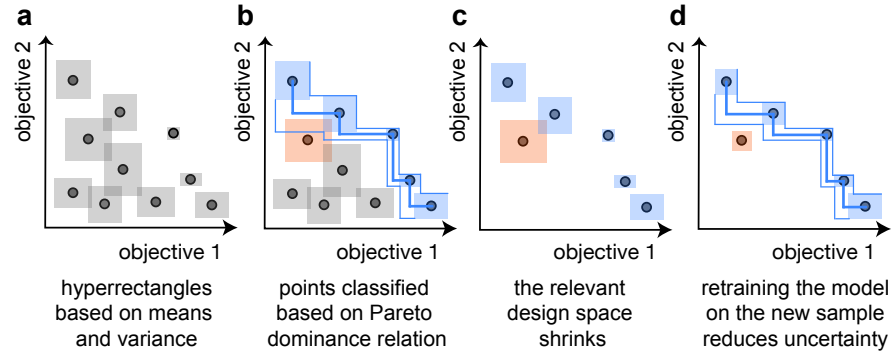 a
b
c
d
objective 2
objective 1
objective 2
objective 1
objective 2
objective 1
objective 2
objective 1
hyperrectangles
based on means
and variance
points classified
based on Pareto
dominance relation
the relevant
design space
shrinks
retraining the model
on the new sample
reduces uncertainty